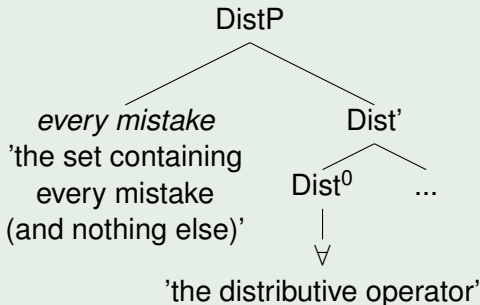 DistP
every mistake
'the set containing
every mistake
(and nothing else)'
Dist'
Dist⁰
...
∀
'the distributive operator'